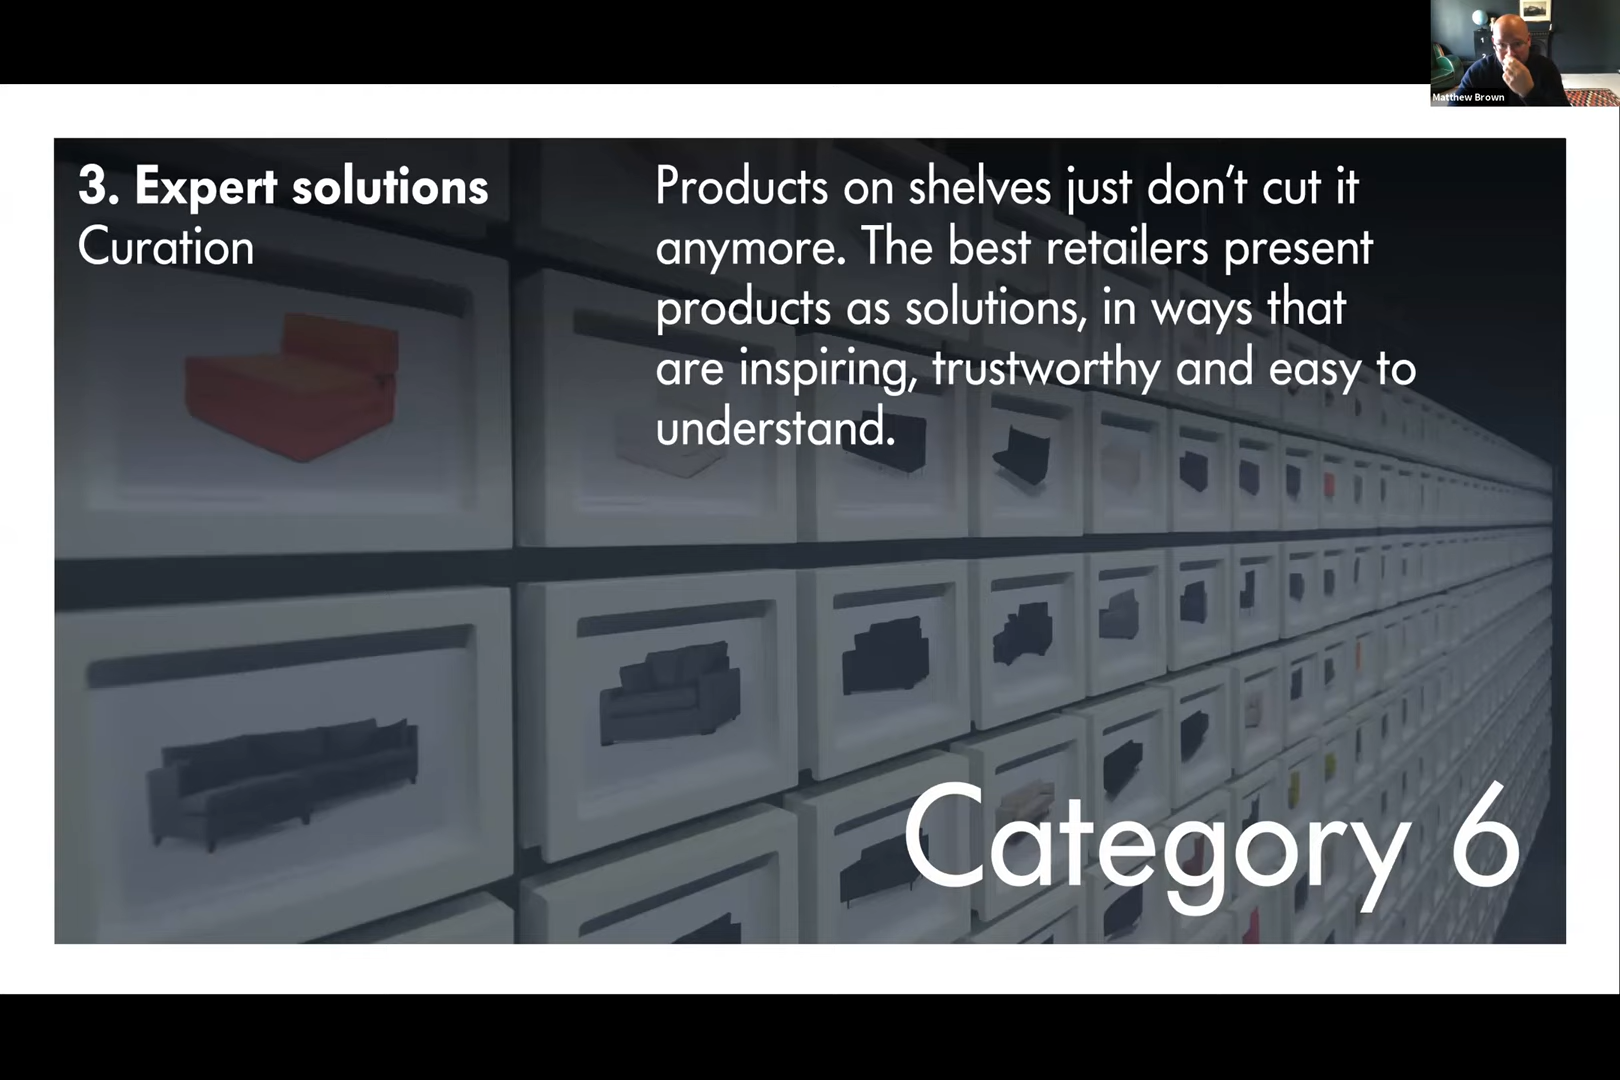 Matthew Brown
3. Expert solutions
Curation
Products on shelves just don't cut it
anymore. The best retailers present
products as solutions, in ways that
are inspiring, trustworthy and easy to
understand.
Category 6